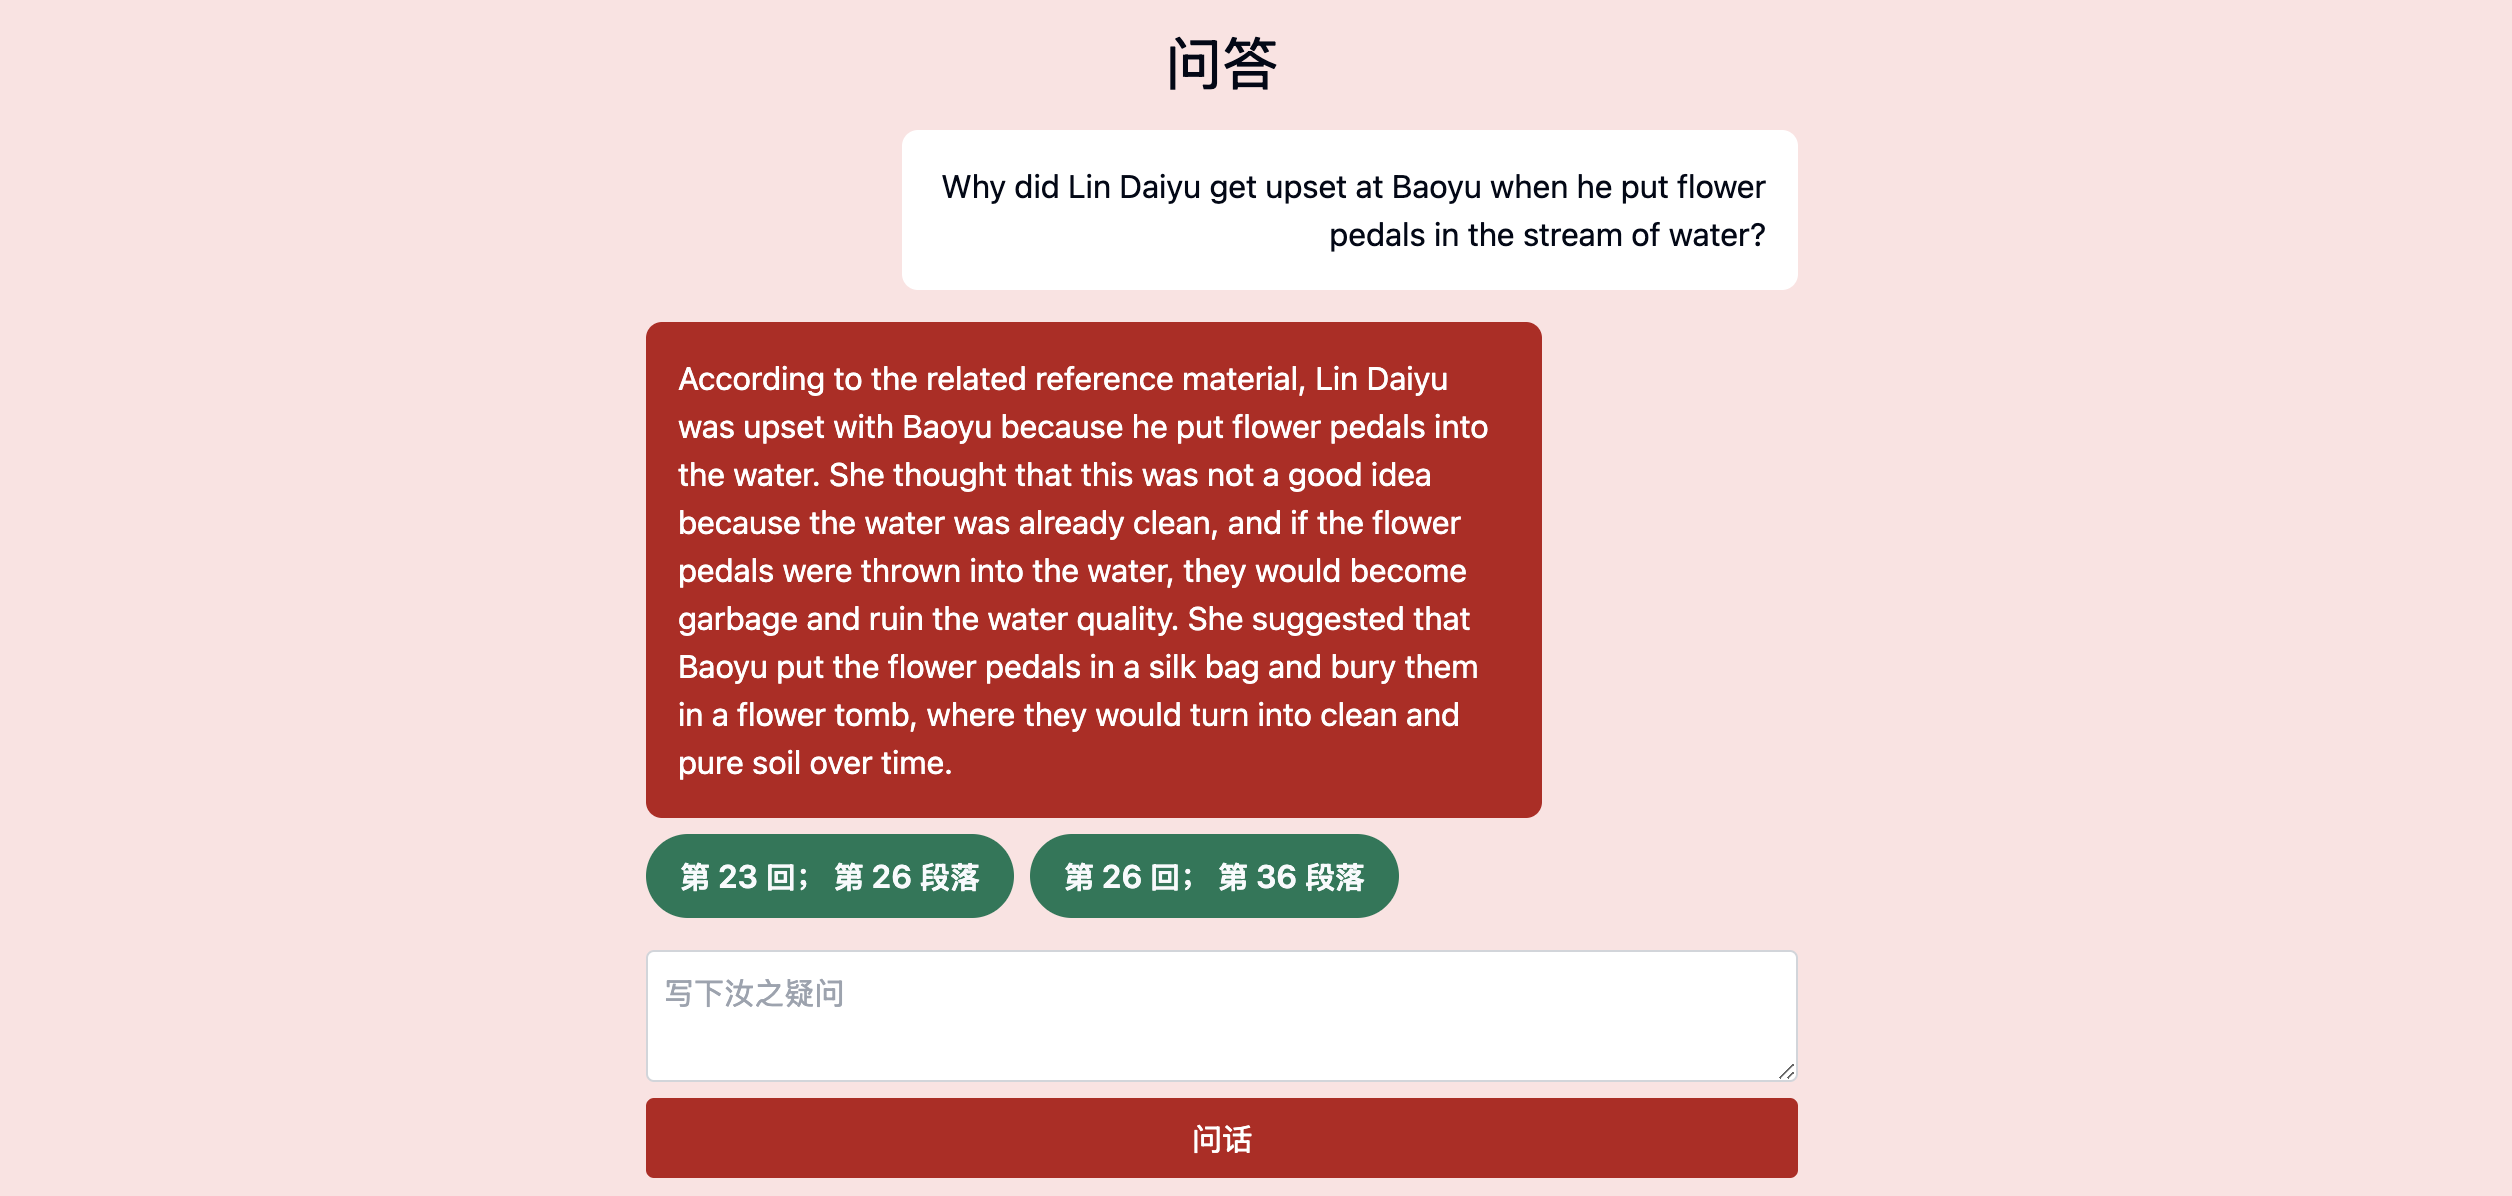 问答
Why did Lin Daiyu get upset at Baoyu when he put flower
pedals in the stream of water?
According to the related reference material, Lin Daiyu
was upset with Baoyu because he put flower pedals into
the water. She thought that this was not a good idea
because the water was already clean, and if the flower
pedals were thrown into the water, they would become
garbage and ruin the water quality. She suggested that
Baoyu put the flower pedals in a silk bag and bury them
in a flower tomb, where they would turn into clean and
pure soil over time.
第 23 回； 第 26 段落 第 26 回； 第 36 段落
写下汝之疑问
问话